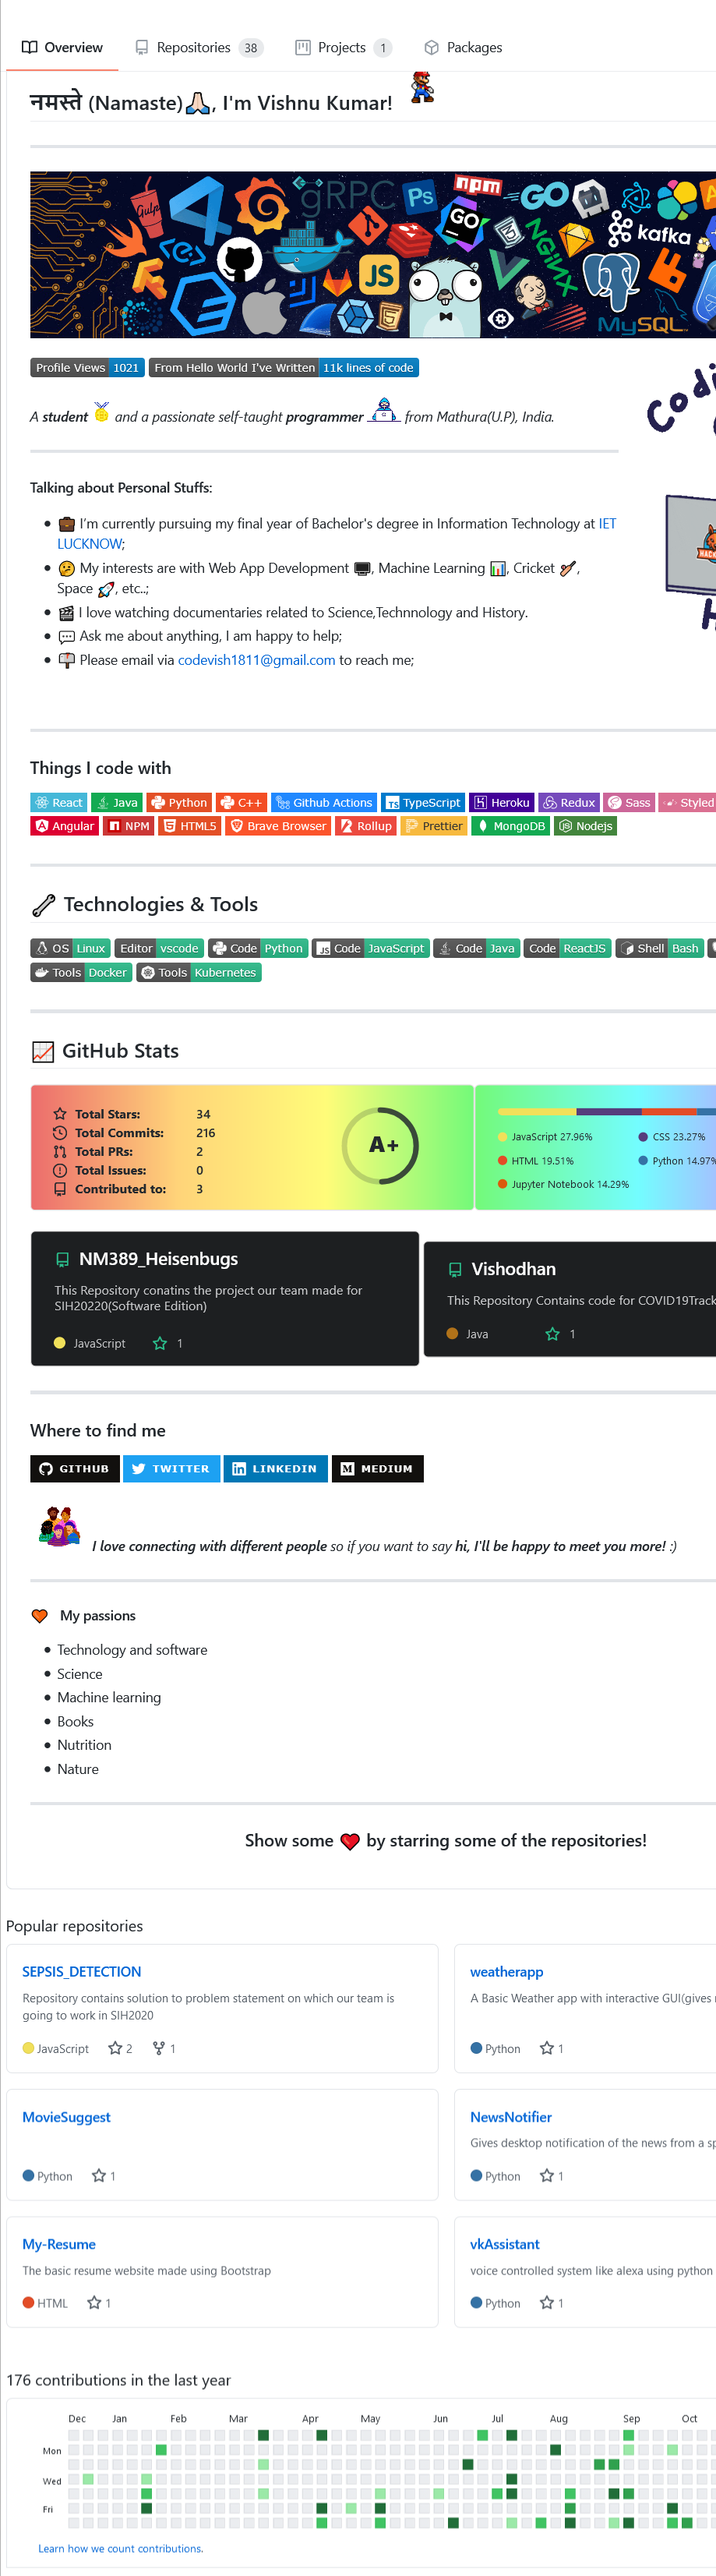 Overview Repositories 38 Projects 1 Packages
नमस्ते (Namaste), I'm Vishnu Kumar!
Gulp
gRPC
Ps
npm
GO
GO
JS
NGINX
kafka
MySQL
Profile Views 1021 From Hello World I've Written 11k lines of code
A student and a passionate self-taught programmer from Mathura(U.P), India.
Talking about Personal Stuffs:
I'm currently pursuing my final year of Bachelor's degree in Information Technology at IET
LUCKNOW;
My interests are with Web App Development , Machine Learning , Cricket ,
Space , etc..;
I love watching documentaries related to Science,Technnology and History.
Ask me about anything, I am happy to help;
Please email via codevish1811@gmail.com to reach me;
Things I code with
React Java Python C++ Github Actions TypeScript Heroku Redux Sass Styled
Angular NPM HTML5 Brave Browser Rollup Prettier MongoDB Nodejs
Technologies & Tools
OS Linux Editor vscode Code Python Code JavaScript Code Java Code ReactJS Shell Bash
Tools Docker Tools Kubernetes
GitHub Stats
Total Stars: 34
Total Commits: 216
Total PRs: 2
Total Issues: 0
Contributed to: 3
A+
JavaScript 27.96% CSS 23.27%
HTML 19.51% Python 14.97%
Jupyter Notebook 14.29%
NM389_Heisenbugs
This Repository conatins the project our team made for
SIH20220(Software Edition)
JavaScript 1
Vishodhan
This Repository Contains code for COVID19Track
Java 1
Where to find me
GITHUB TWITTER LINKEDIN MEDIUM
I love connecting with different people so if you want to say hi, I'll be happy to meet you more! :)
My passions
Technology and software
Science
Machine learning
Books
Nutrition
Nature
Show some by starring some of the repositories!
Popular repositories
SEPSIS_DETECTION
Repository contains solution to problem statement on which our team is
going to work in SIH2020
JavaScript 2 1
weatherapp
A Basic Weather app with interactive GUI(gives
Python 1
MovieSuggest
Python 1
NewsNotifier
Gives desktop notification of the news from a
Python 1
My-Resume
The basic resume website made using Bootstrap
HTML 1
vkAssistant
voice controlled system like alexa using python
Python 1
176 contributions in the last year
Dec Jan Feb Mar Apr May Jun Jul Aug Sep Oct
Mon
Wed
Fri
Learn how we count contributions.